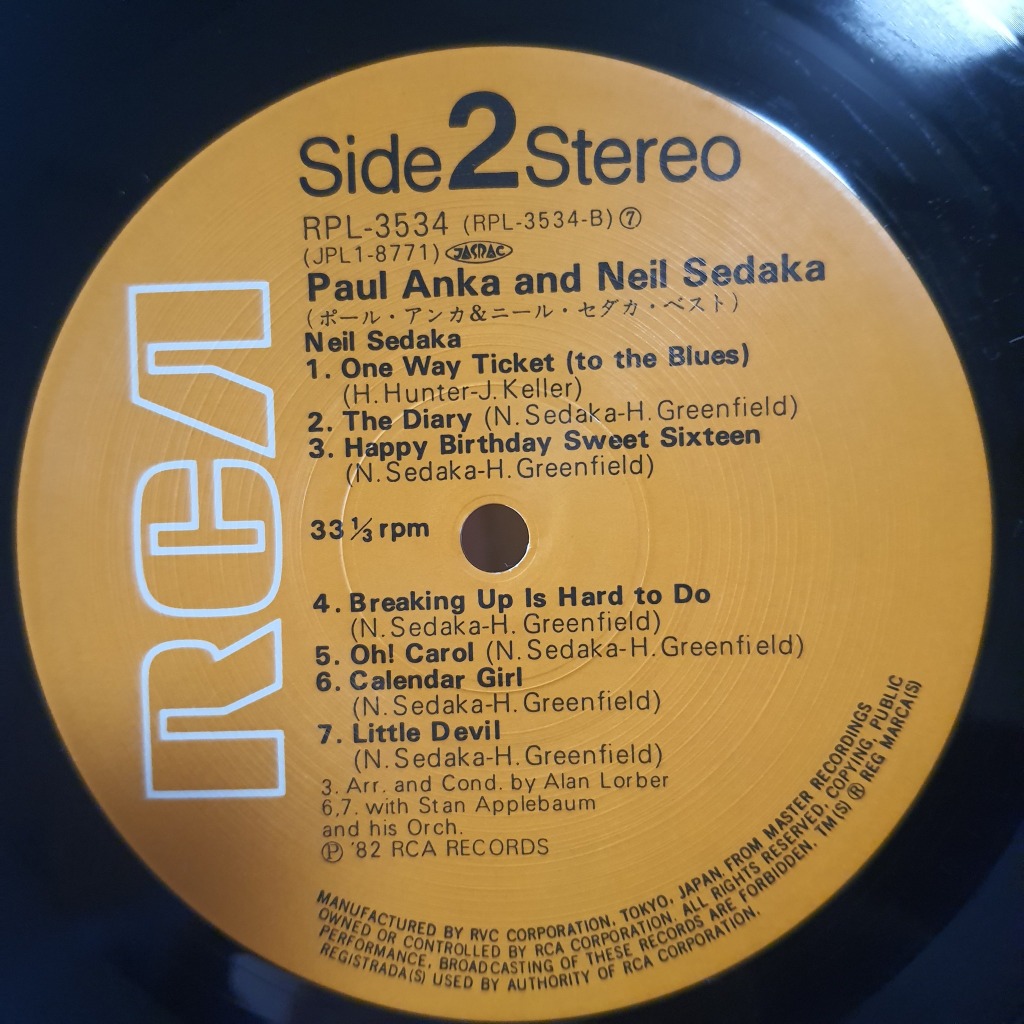 Side 2 Stereo
RPL-3534 (RPL-3534-B) ⑦
(JPL1-8771) JASRAC
Paul Anka and Neil Sedaka
(ポール・アンカ&ニール・セダカ・ベスト)
Neil Sedaka
1. One Way Ticket (to the Blues)
(H. Hunter-J. Keller)
2. The Diary (N. Sedaka-H. Greenfield)
3. Happy Birthday Sweet Sixteen
(N. Sedaka-H. Greenfield)
33 ⅓ rpm
4. Breaking Up Is Hard to Do
(N. Sedaka-H. Greenfield)
5. Oh! Carol (N. Sedaka-H. Greenfield)
6. Calendar Girl
(N. Sedaka-H. Greenfield)
7. Little Devil
(N. Sedaka-H. Greenfield)
3. Arr. and Cond. by Alan Lorber
6,7. with Stan Applebaum
and his Orch.
Ⓟ '82 RCA RECORDS
RCA
MANUFACTURED BY RVC CORPORATION, TOKYO, JAPAN. FROM MASTER RECORDINGS
OWNED OR CONTROLLED BY RCA CORPORATION. ALL RIGHTS RESERVED, COPYING, PUBLIC
PERFORMANCE, BROADCASTING OF THESE RECORDS ARE FORBIDDEN. TM(S) ® REG MARCA(S)
REGISTRADA(S) USED BY AUTHORITY OF RCA CORPORATION.